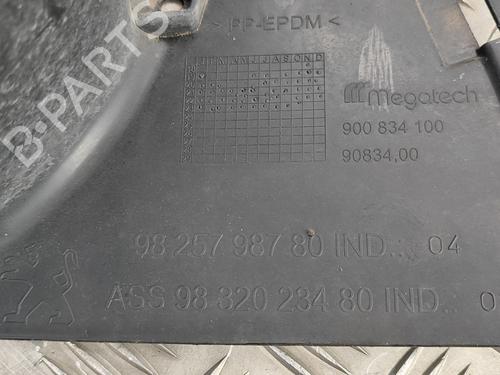 > PP-EPDM <
J F M A M J J A S O N D
Megatech
900 834 100
90834,00
98 257 987 80 IND.: 04
ASS 98 320 234 80 IND.: 0
B-PARTS